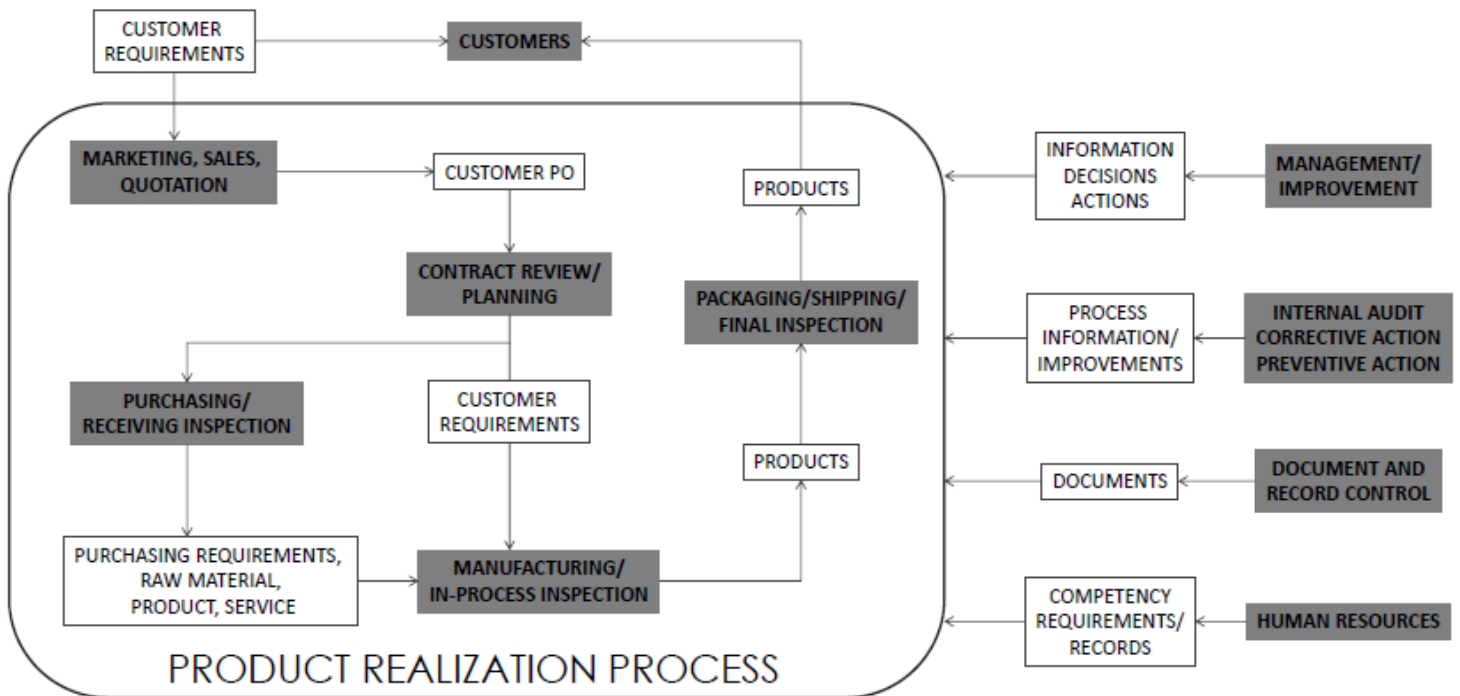 CUSTOMER
REQUIREMENTS
CUSTOMERS
MARKETING, SALES,
QUOTATION
CUSTOMER PO
PRODUCTS
INFORMATION
DECISIONS
ACTIONS
MANAGEMENT/
IMPROVEMENT
CONTRACT REVIEW/
PLANNING
PACKAGING/SHIPPING/
FINAL INSPECTION
PROCESS
INFORMATION/
IMPROVEMENTS
INTERNAL AUDIT
CORRECTIVE ACTION
PREVENTIVE ACTION
PURCHASING/
RECEIVING INSPECTION
CUSTOMER
REQUIREMENTS
PRODUCTS
DOCUMENTS
DOCUMENT AND
RECORD CONTROL
PURCHASING REQUIREMENTS,
RAW MATERIAL,
PRODUCT, SERVICE
MANUFACTURING/
IN-PROCESS INSPECTION
COMPETENCY
REQUIREMENTS/
RECORDS
HUMAN RESOURCES
PRODUCT REALIZATION PROCESS